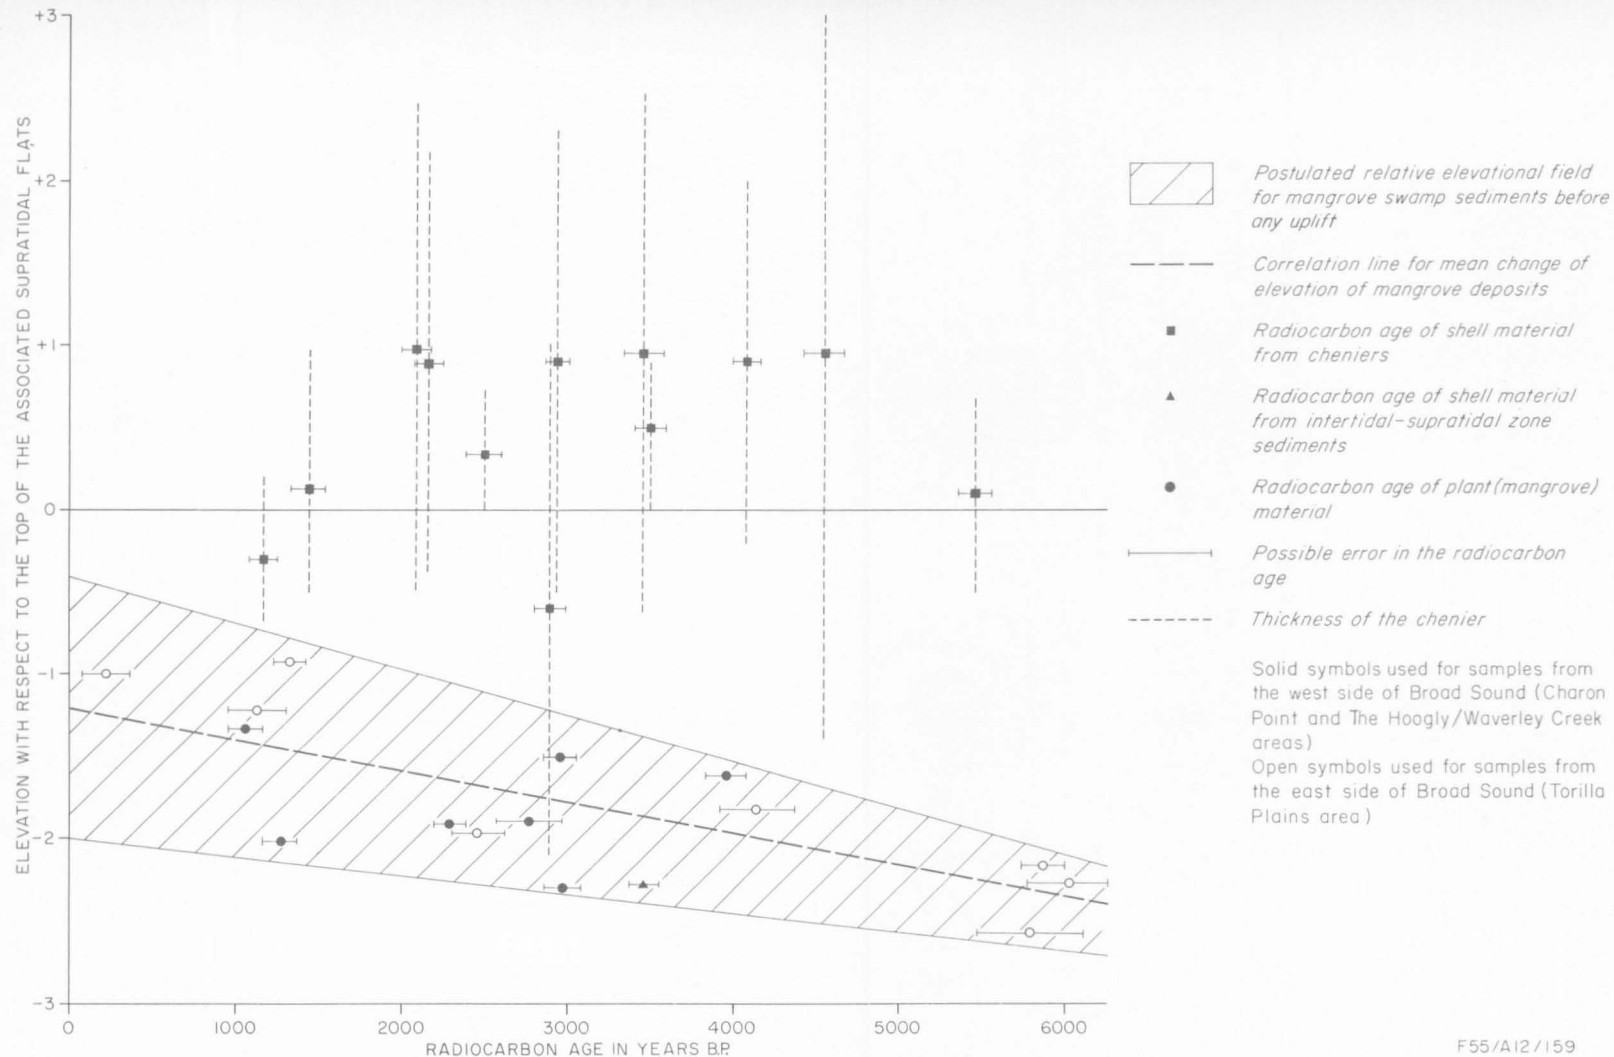 +3
+2
+1
0
-1
-2
-3
ELEVATION WITH RESPECT TO THE TOP OF THE ASSOCIATED SUPRATIDAL FLATS
0
1000
2000
3000
4000
5000
6000
RADIOCARBON AGE IN YEARS B.P.
Postulated relative elevational field
for mangrove swamp sediments before
any uplift
Correlation line for mean change of
elevation of mangrove deposits
Radiocarbon age of shell material
from cheniers
Radiocarbon age of shell material
from intertidal-supratidal zone
sediments
Radiocarbon age of plant (mangrove)
material
Possible error in the radiocarbon
age
Thickness of the chenier
Solid symbols used for samples from
the west side of Broad Sound (Charon
Point and The Hoogly/Waverley Creek
areas)
Open symbols used for samples from
the east side of Broad Sound (Torilla
Plains area)
F55/A12/159